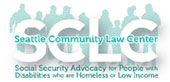 Seattle Community Law Center
SCLC
Social Security Advocacy for People with
Disabilities who are Homeless or Low Income